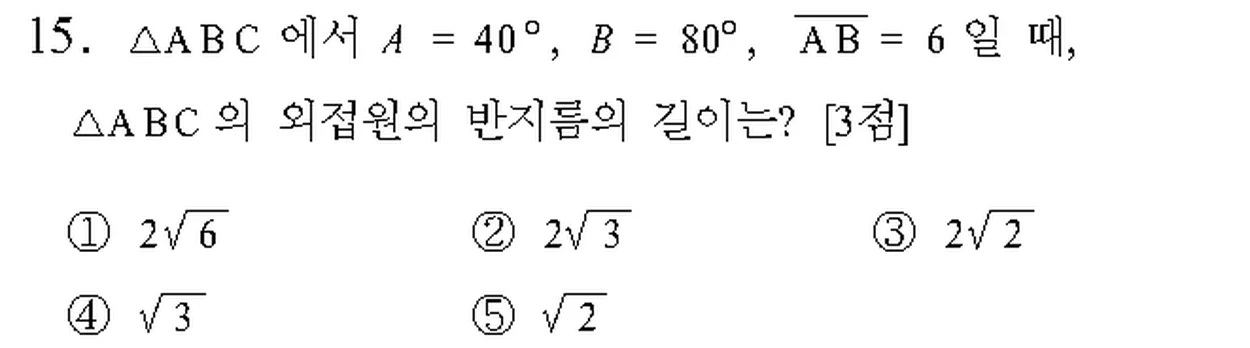 15. △ABC 에서 A = 40°, B = 80°, \overline{AB} = 6 일 때,
△ABC 의 외접원의 반지름의 길이는? [3점]
① 2√6 ② 2√3 ③ 2√2
④ √3 ⑤ √2